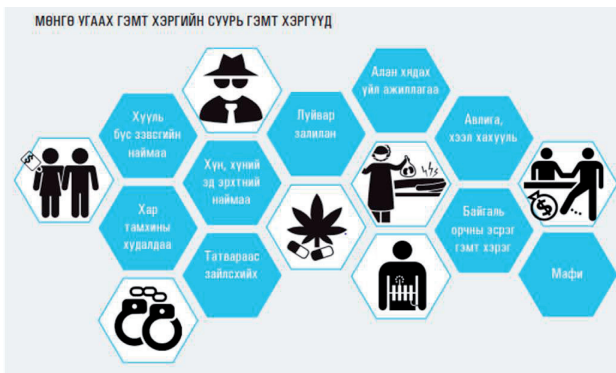 МӨНГӨ УГААХ ГЭМТ ХЭРГИЙН СУУРЬ ГЭМТ ХЭРГҮҮД
Хууль
бус зэвсгийн
наймаа
Хар
тамхины
худалдаа
Хүн, хүний
эд эрхтний
наймаа
Татвараас
зайлсхийх
Луйвар
залилан
Алан хядах
үйл ажиллагаа
Авлига,
хээл хахууль
Байгаль
орчны эсрэг
гэмт хэрэг
Мафи
$
$